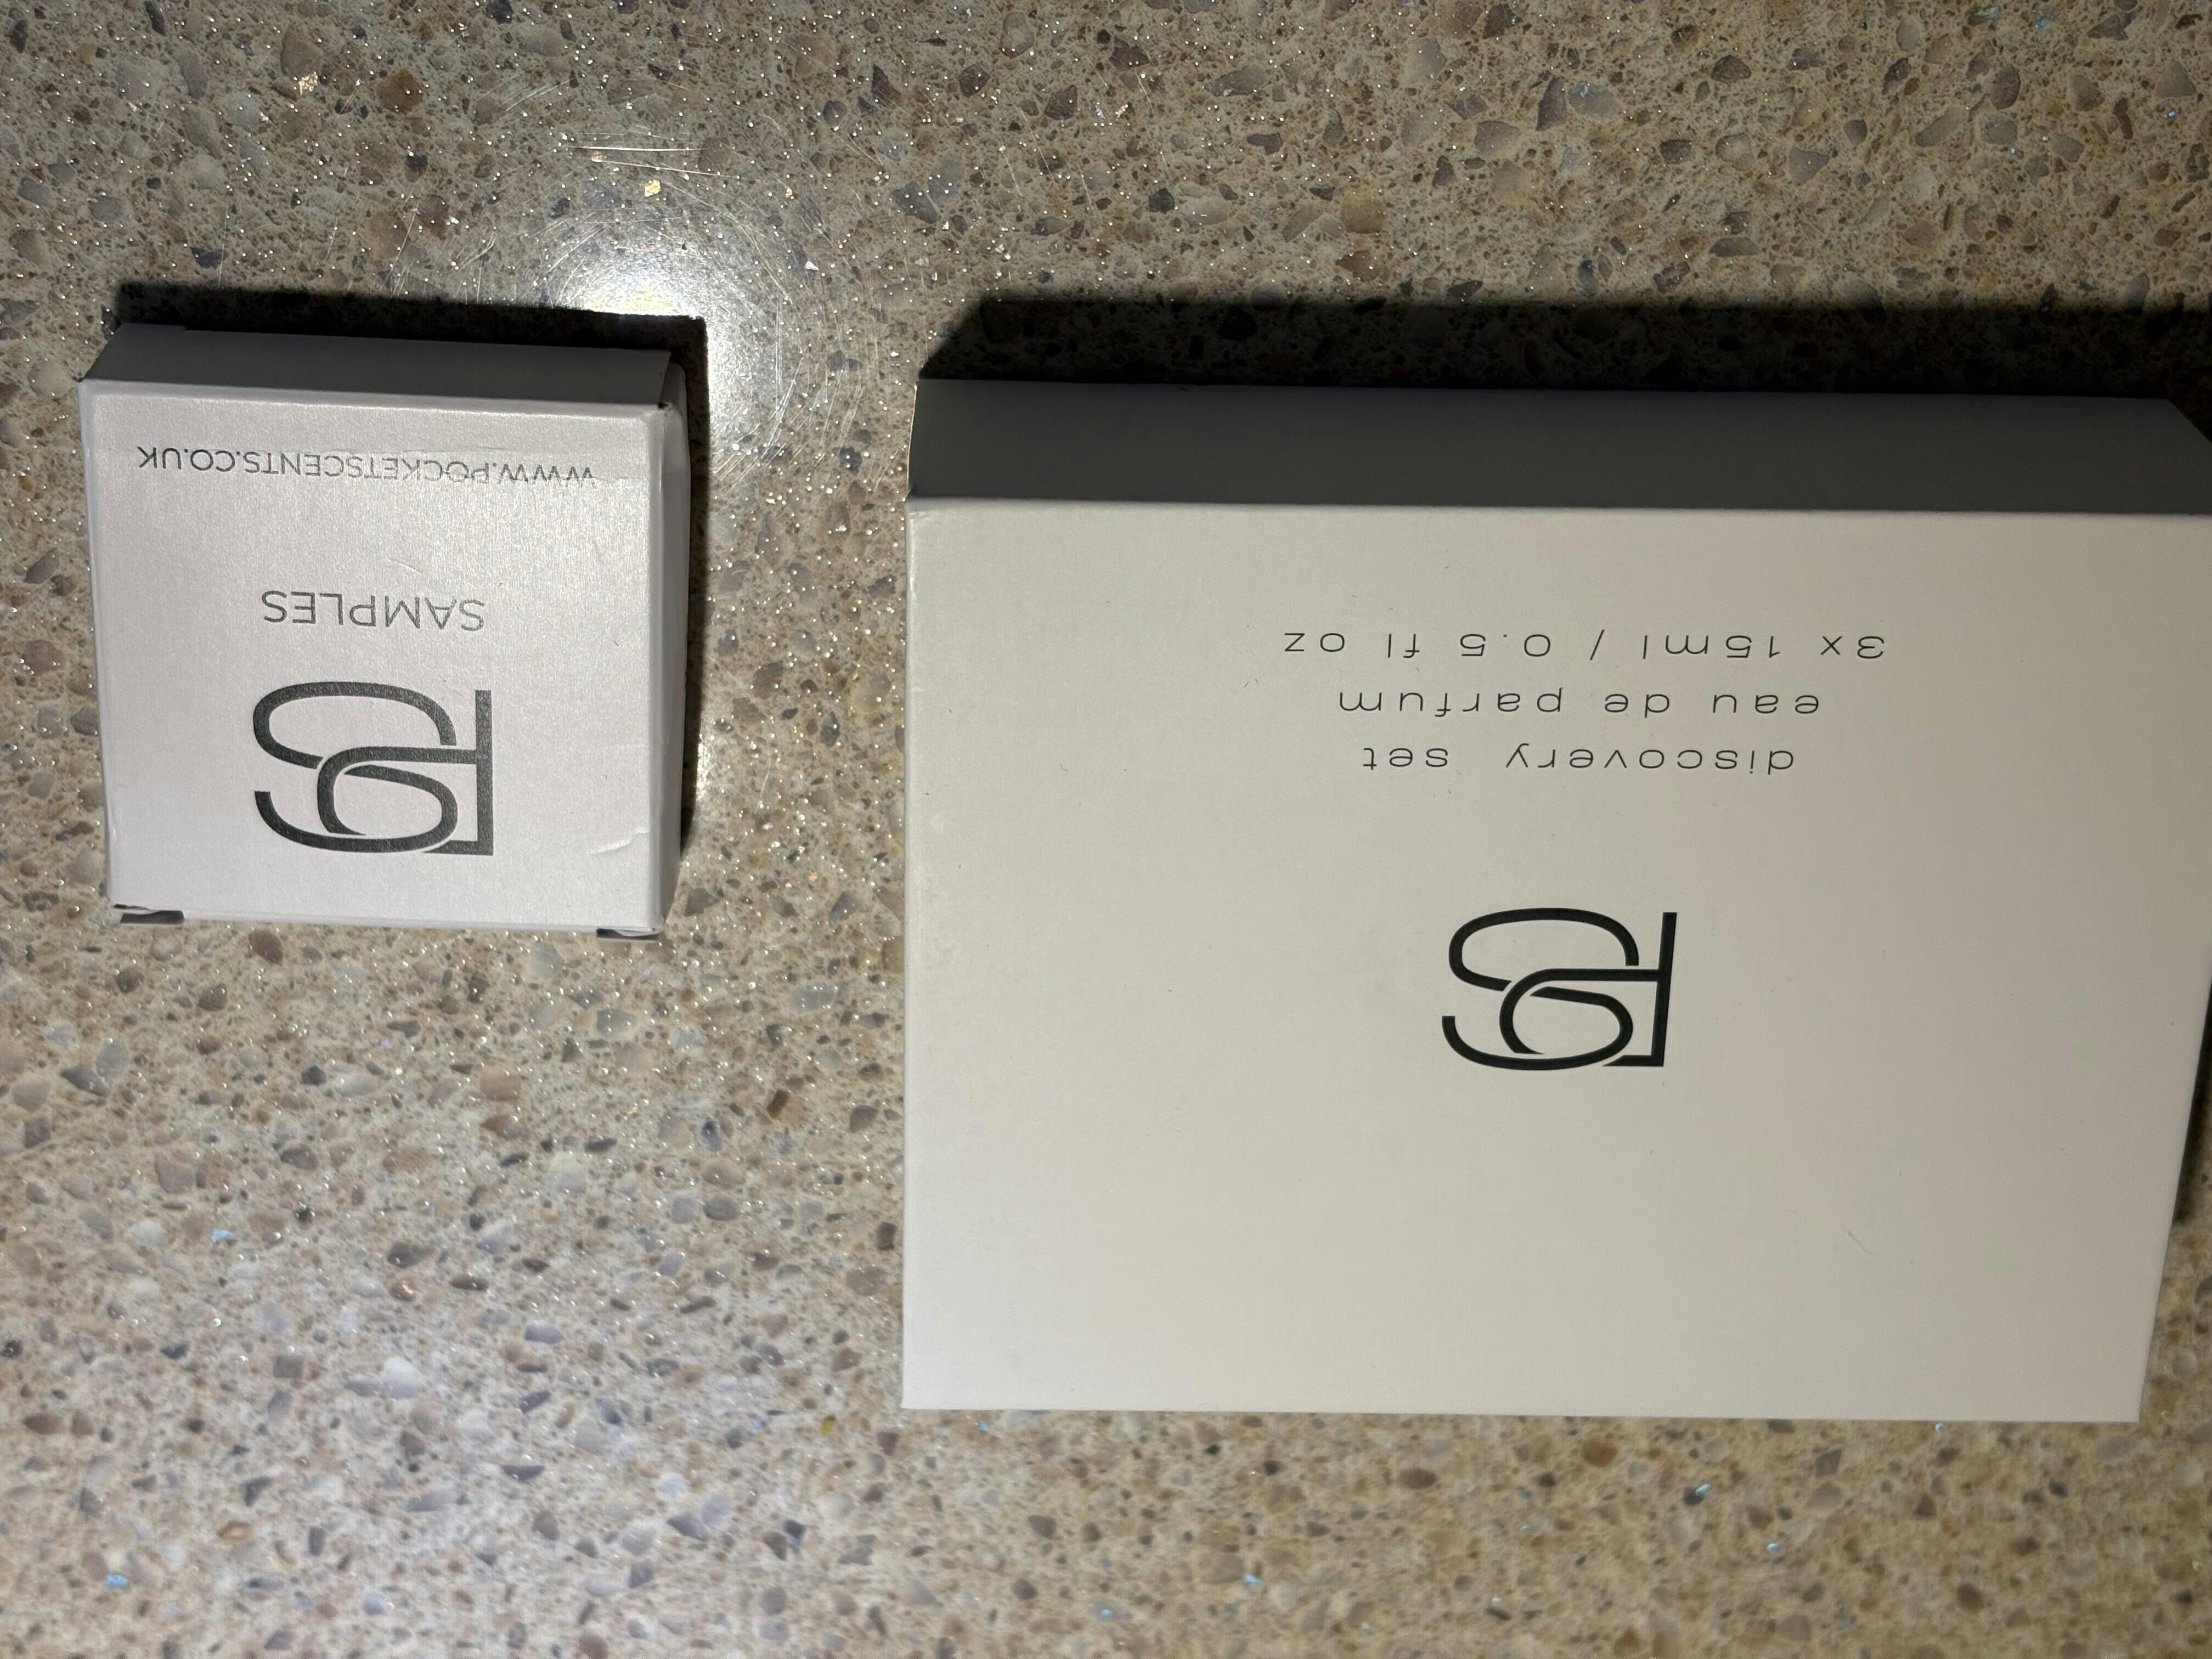 PS
discovery set
eau de parfum
3x 15ml / 0.5 fl oz
PS
SAMPLES
WWW.POCKETSCENTS.CO.UK